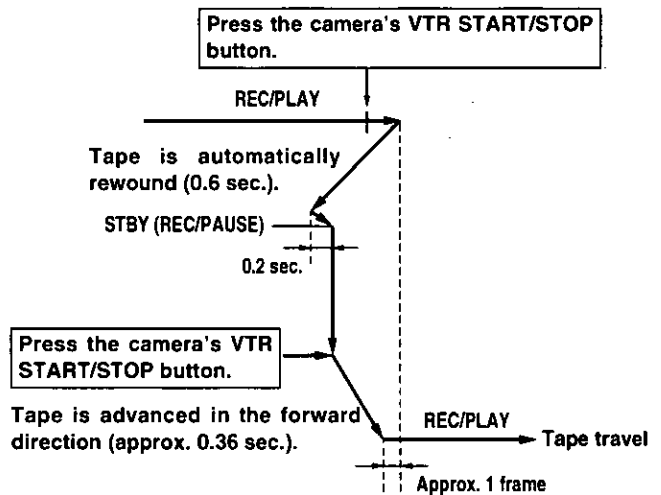 Press the camera's VTR START/STOP
button.
REC/PLAY
Tape is automatically
rewound (0.6 sec.).
STBY (REC/PAUSE)
0.2 sec.
Press the camera's VTR
START/STOP button.
Tape is advanced in the forward
direction (approx. 0.36 sec.).
REC/PLAY
Tape travel
Approx. 1 frame